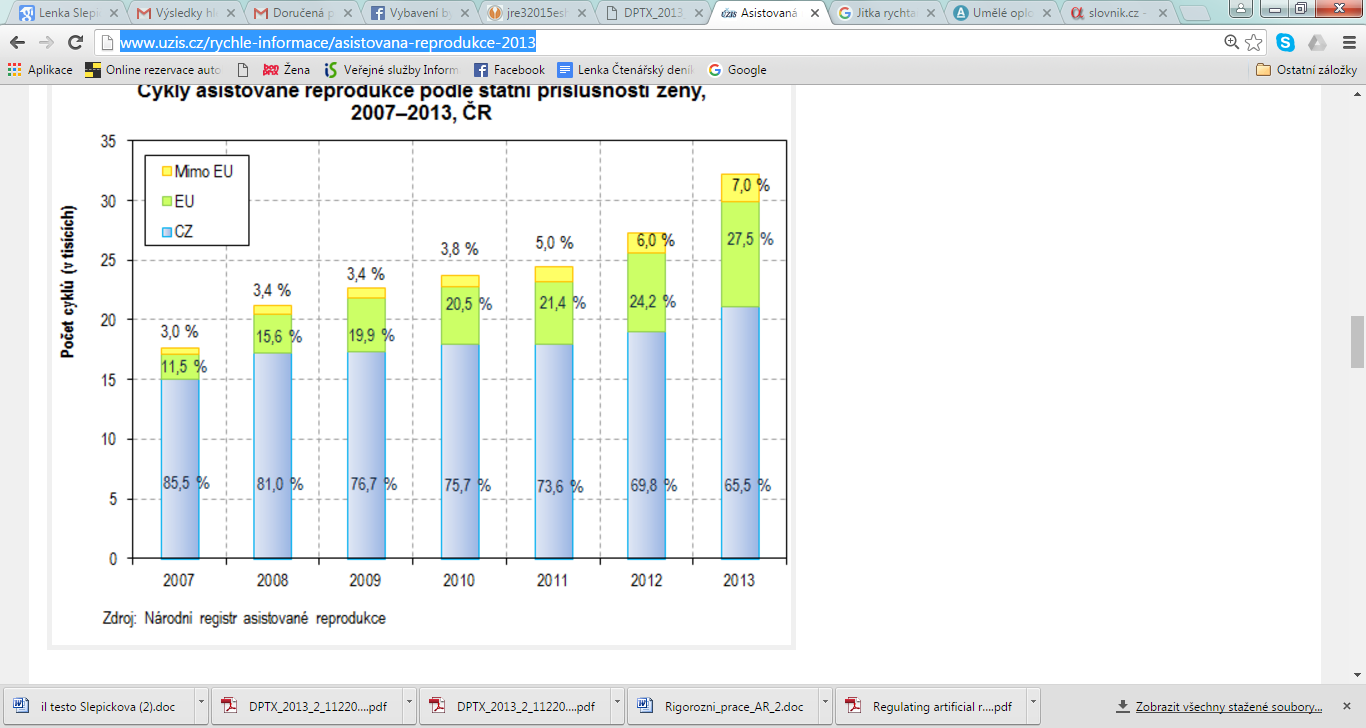 Lenka Slepi
Výsledky hl
Doručená p
Vybavení by
jre32015esh
DPTX_2013
Asistovaná
Jitka rychta
Umělé oplo
slovnik.cz -
www.uzis.cz/rychle-informace/asistovana-reprodukce-2013
Aplikace
Online rezervace auto
Žena
Veřejné služby Inform
Facebook
Lenka Čtenářský deník
Google
Ostatní záložky
Cykly asistované reprodukce podle státní příslušnosti ženy,
2007–2013, ČR
Počet cyklů (v tisících)
35
30
25
20
15
10
5
0
Mimo EU
EU
CZ
3,0 %
11,5 %
85,5 %
3,4 %
15,6 %
81,0 %
3,4 %
19,9 %
76,7 %
3,8 %
20,5 %
75,7 %
5,0 %
21,4 %
73,6 %
6,0 %
24,2 %
69,8 %
7,0 %
27,5 %
65,5 %
2007 2008 2009 2010 2011 2012 2013
Zdroj: Národní registr asistované reprodukce
il testo Slepickova (2).doc
DPTX_2013_2_11220....pdf
DPTX_2013_2_11220....pdf
Rigorozni_prace_AR_2.doc
Regulating artificial r....pdf
Zobrazit všechny stažené soubory...